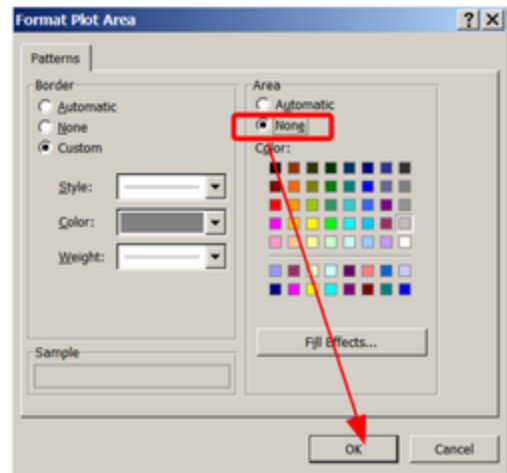 Format Plot Area
Patterns
Border
Automatic
None
Custom
Style:
Color:
Weight:
Sample
Area
Automatic
None
Color:
Fill Effects...
OK
Cancel